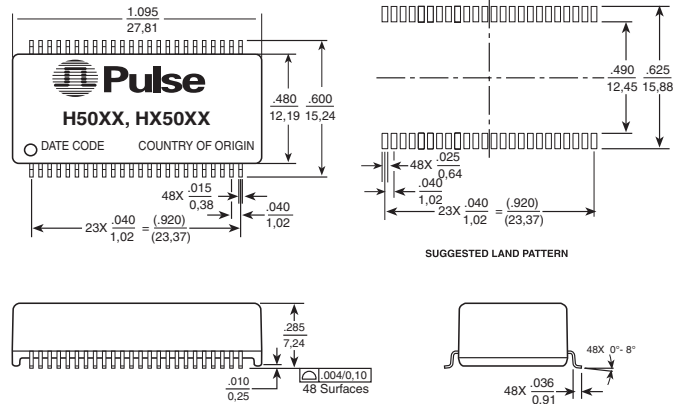 1.095
27,81
Pulse
H50XX, HX50XX
DATE CODE COUNTRY OF ORIGIN
.480
12,19
.600
15,24
48X .015
0,38
.040
1,02
23X .040 = (.920)
1,02 (23,37)
.490
12,45
.625
15,88
48X .025
0,64
.040
1,02
23X .040 = (.920)
1,02 (23,37)
SUGGESTED LAND PATTERN
.285
7,24
.010
0,25
.004/0,10
48 Surfaces
48X 0°- 8°
48X .036
0,91